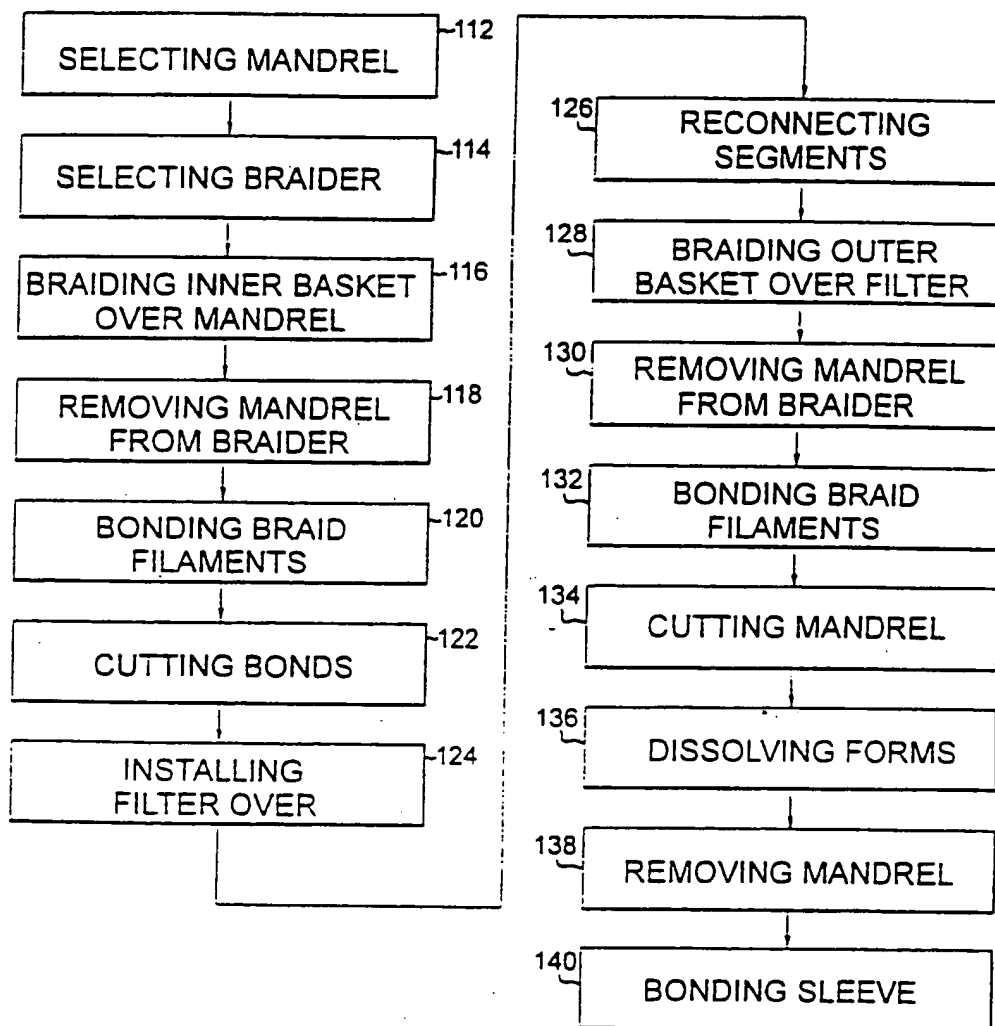 SELECTING MANDREL
112
SELECTING BRAIDER
114
BRAIDING INNER BASKET
OVER MANDREL
116
REMOVING MANDREL
FROM BRAIDER
118
BONDING BRAID
FILAMENTS
120
CUTTING BONDS
122
INSTALLING
FILTER OVER
124
126
RECONNECTING
SEGMENTS
128
BRAIDING OUTER
BASKET OVER FILTER
130
REMOVING MANDREL
FROM BRAIDER
132
BONDING BRAID
FILAMENTS
134
CUTTING MANDREL
136
DISSOLVING FORMS
138
REMOVING MANDREL
140
BONDING SLEEVE